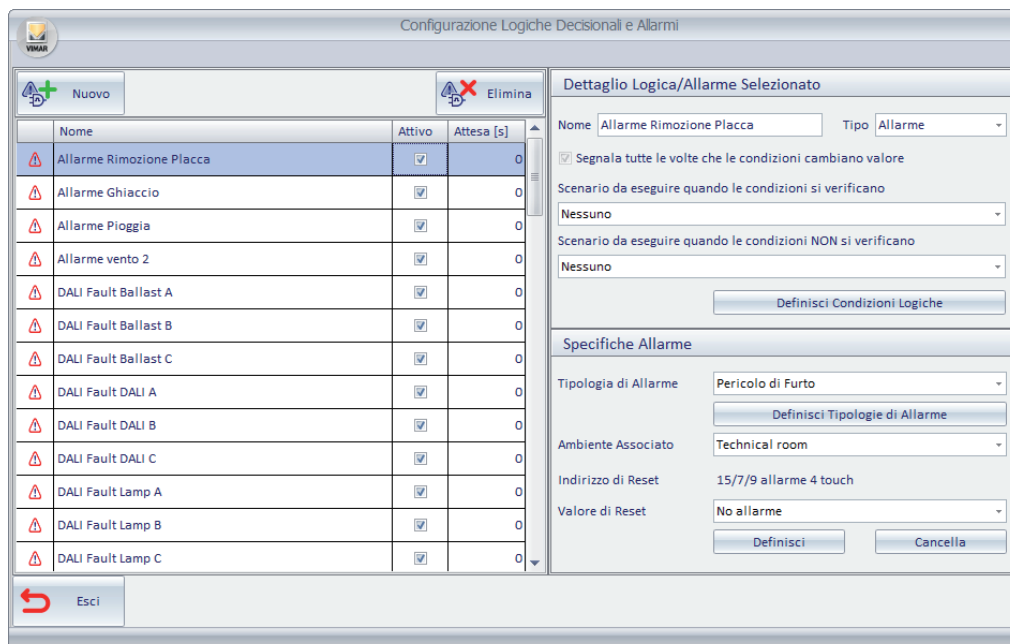 Configurazione Logiche Decisionali e Allarmi
VIMAR
Nuovo
Elimina
Nome Attivo Attesa [s]
Allarme Rimozione Placca 0
Allarme Ghiaccio 0
Allarme Pioggia 0
Allarme vento 2 0
DALI Fault Ballast A 0
DALI Fault Ballast B 0
DALI Fault Ballast C 0
DALI Fault DALI A 0
DALI Fault DALI B 0
DALI Fault DALI C 0
DALI Fault Lamp A 0
DALI Fault Lamp B 0
DALI Fault Lamp C 0
Esci
Dettaglio Logica/Allarme Selezionato
Nome Allarme Rimozione Placca Tipo Allarme
Segnala tutte le volte che le condizioni cambiano valore
Scenario da eseguire quando le condizioni si verificano
Nessuno
Scenario da eseguire quando le condizioni NON si verificano
Nessuno
Definisci Condizioni Logiche
Specifiche Allarme
Tipologia di Allarme Pericolo di Furto
Definisci Tipologie di Allarme
Ambiente Associato Technical room
Indirizzo di Reset 15/7/9 allarme 4 touch
Valore di Reset No allarme
Definisci Cancella